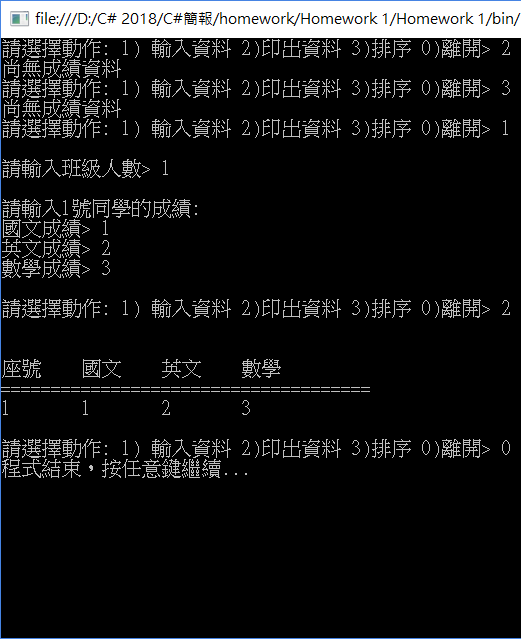 file:///D:/C# 2018/C#簡報/homework/Homework 1/Homework 1/bin/
請選擇動作: 1) 輸入資料 2)印出資料 3)排序 0)離開> 2
尚無成績資料
請選擇動作: 1) 輸入資料 2)印出資料 3)排序 0)離開> 3
尚無成績資料
請選擇動作: 1) 輸入資料 2)印出資料 3)排序 0)離開> 1
請輸入班級人數> 1
請輸入1號同學的成績:
國文成績> 1
英文成績> 2
數學成績> 3
請選擇動作: 1) 輸入資料 2)印出資料 3)排序 0)離開> 2
座號 國文 英文 數學
=====================================
1 1 2 3
請選擇動作: 1) 輸入資料 2)印出資料 3)排序 0)離開> 0
程式結束，按任意鍵繼續...